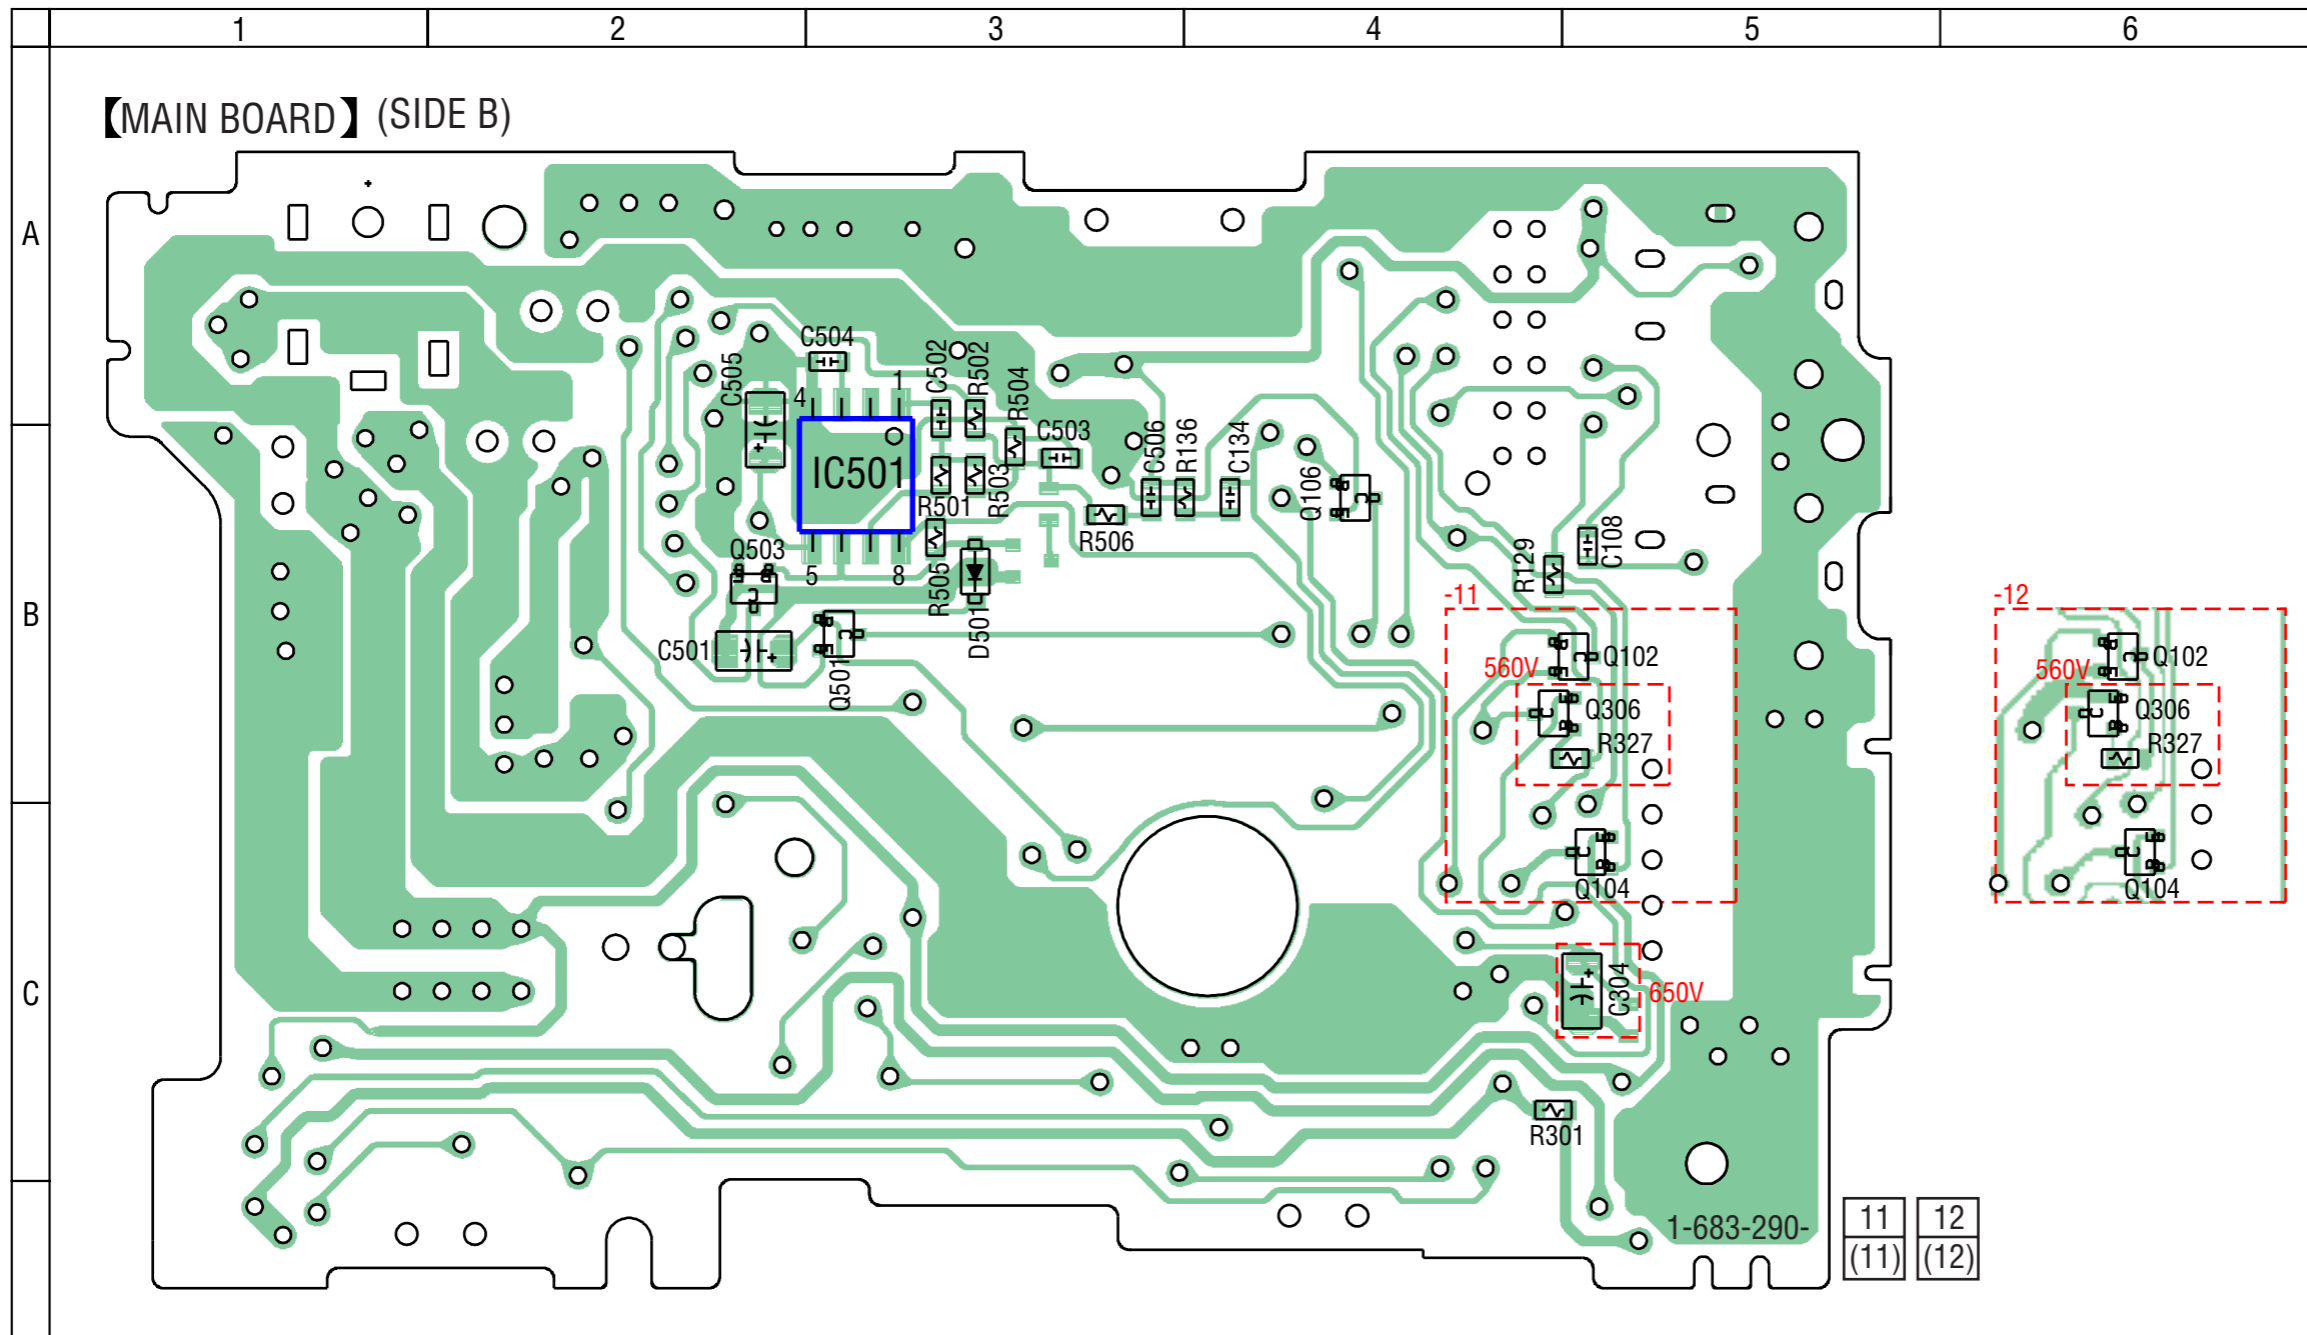 1 2 3 4 5 6
A
B
C
【MAIN BOARD】 (SIDE B)
C504
C505
C502
R502
R504
4
1
C503
C506
R136
C134
IC501
R501
R503
Q106
R506
Q503
5
8
R505
D501
R129
C108
C501
Q501
-11
Q102
560V
Q306
R327
Q104
-12
Q102
560V
Q306
R327
Q104
C304
650V
R301
1-683-290-
11
(11)
12
(12)